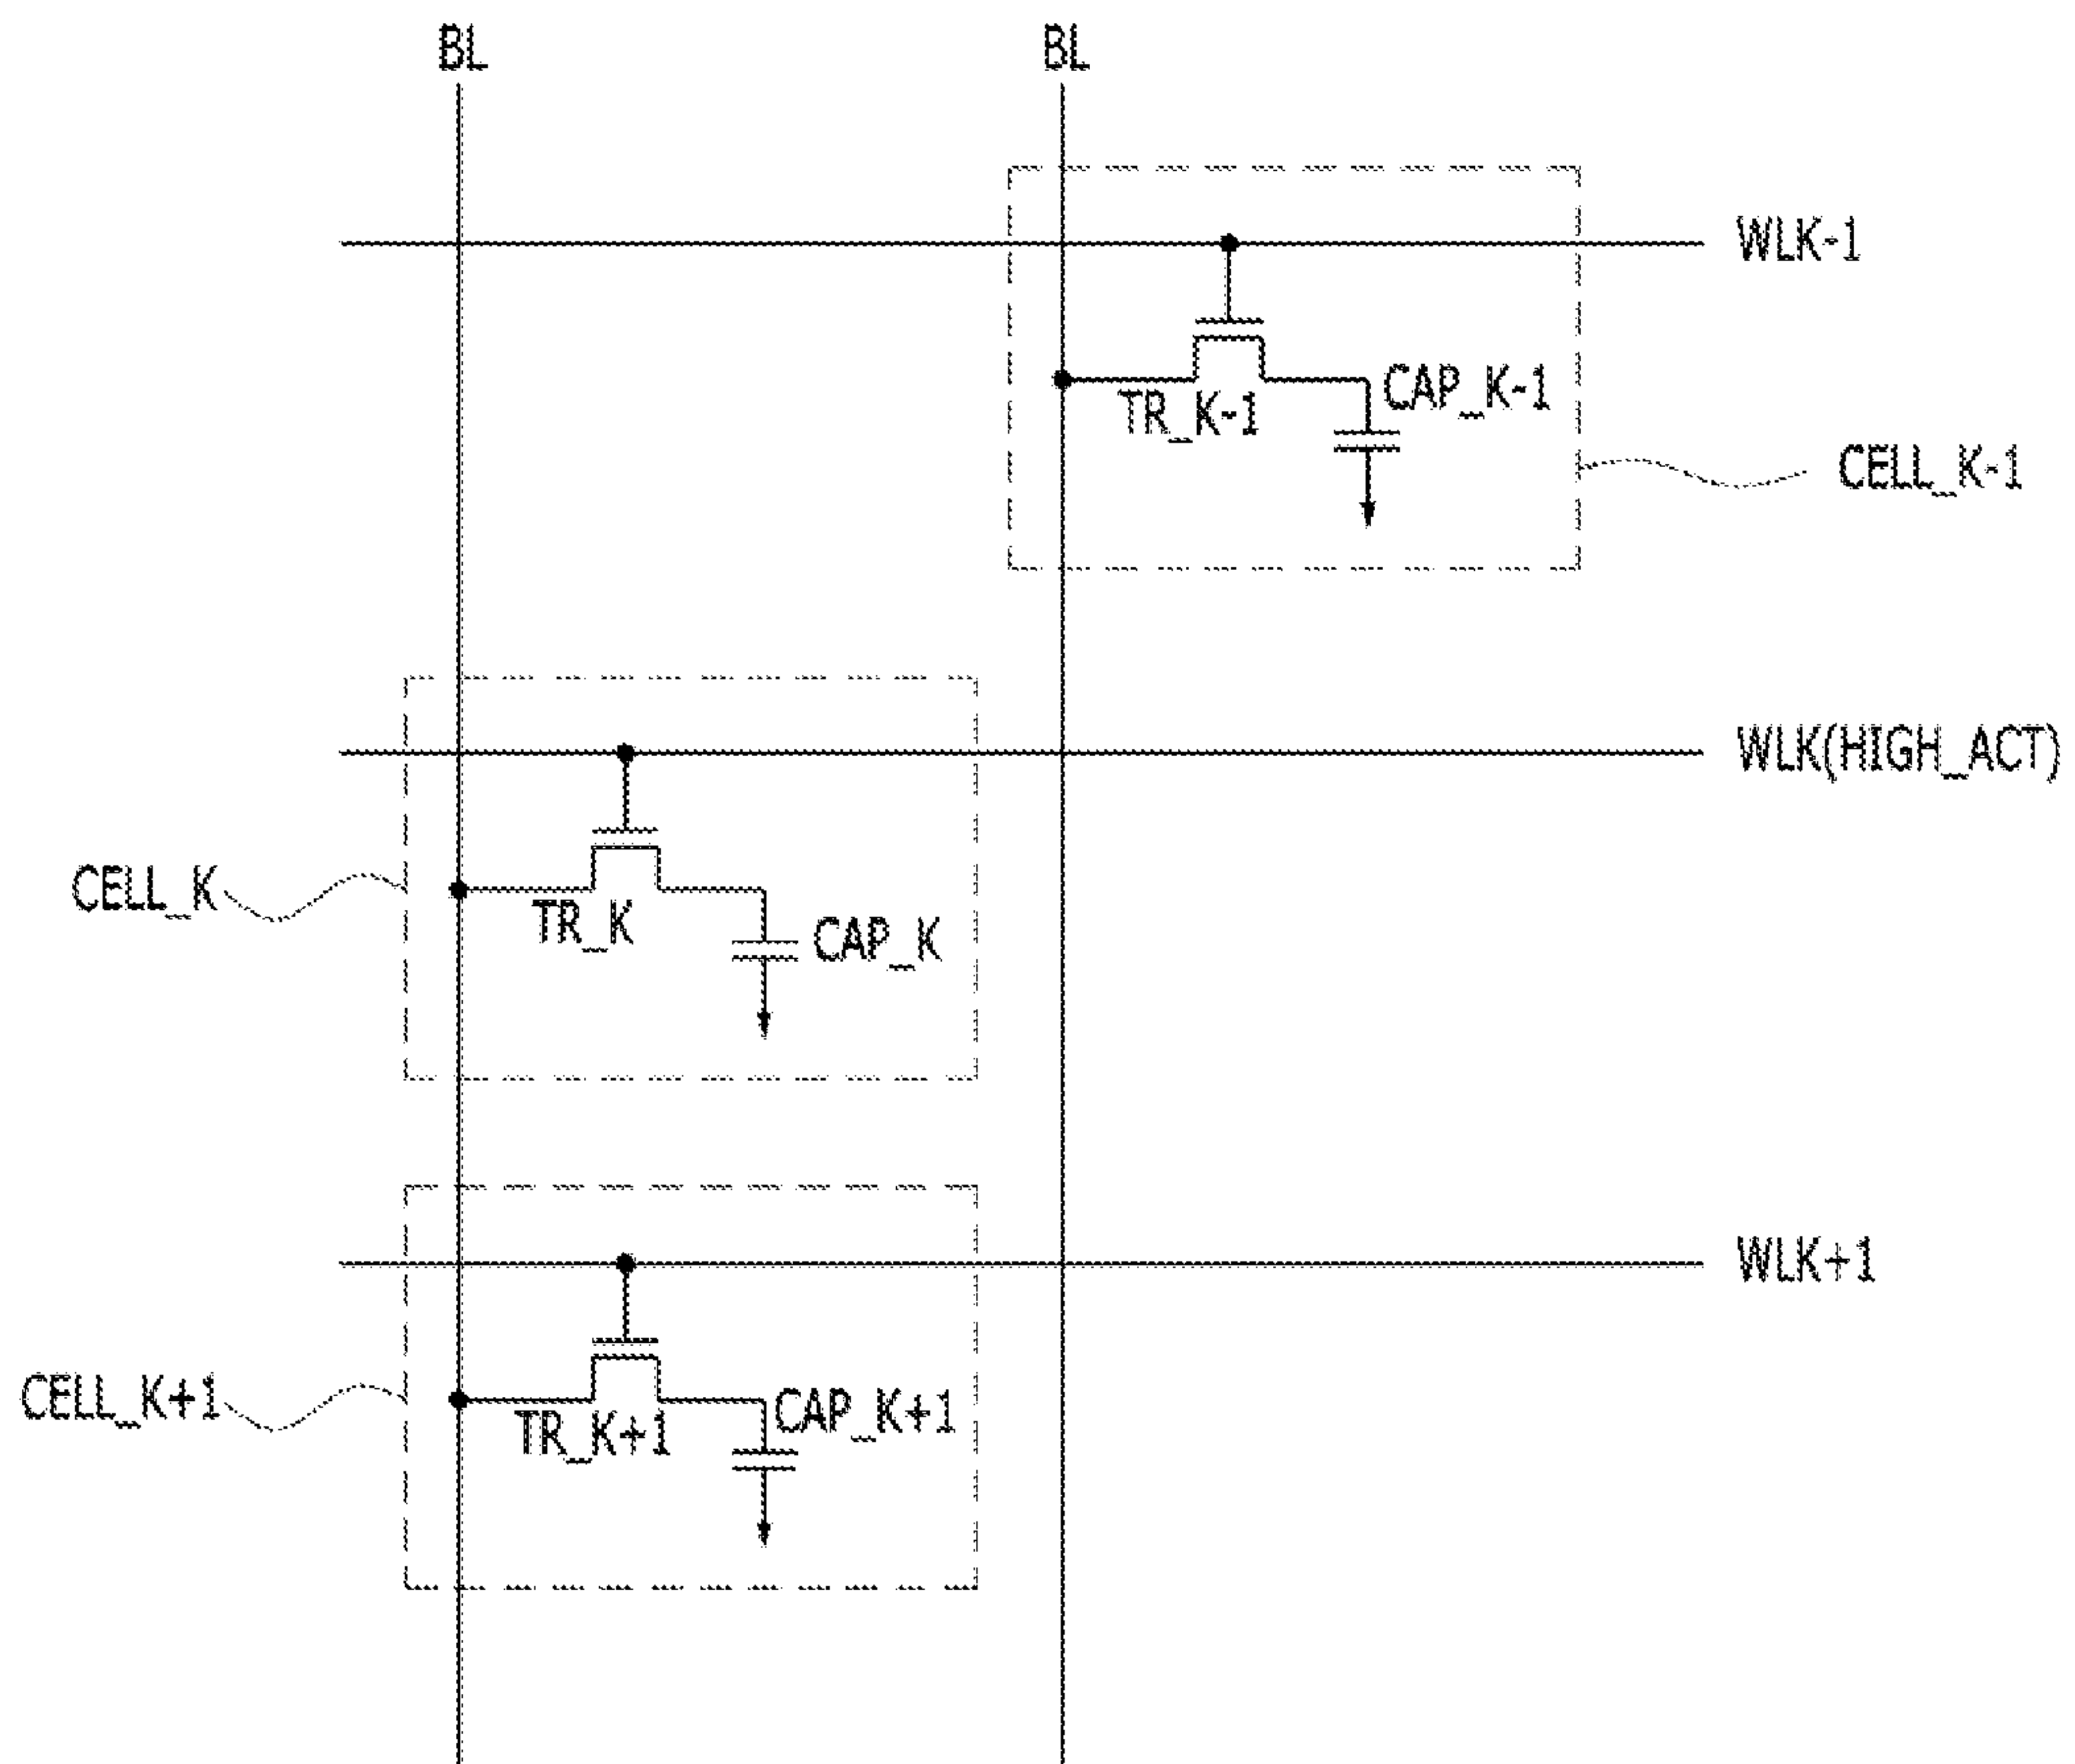 BL
BL
WLK-1
TR_K-1
CAP_K-1
CELL_K-1
WLK(HIGH_ACT)
CELL_K
TR_K
CAP_K
WLK+1
CELL_K+1
TR_K+1
CAP_K+1